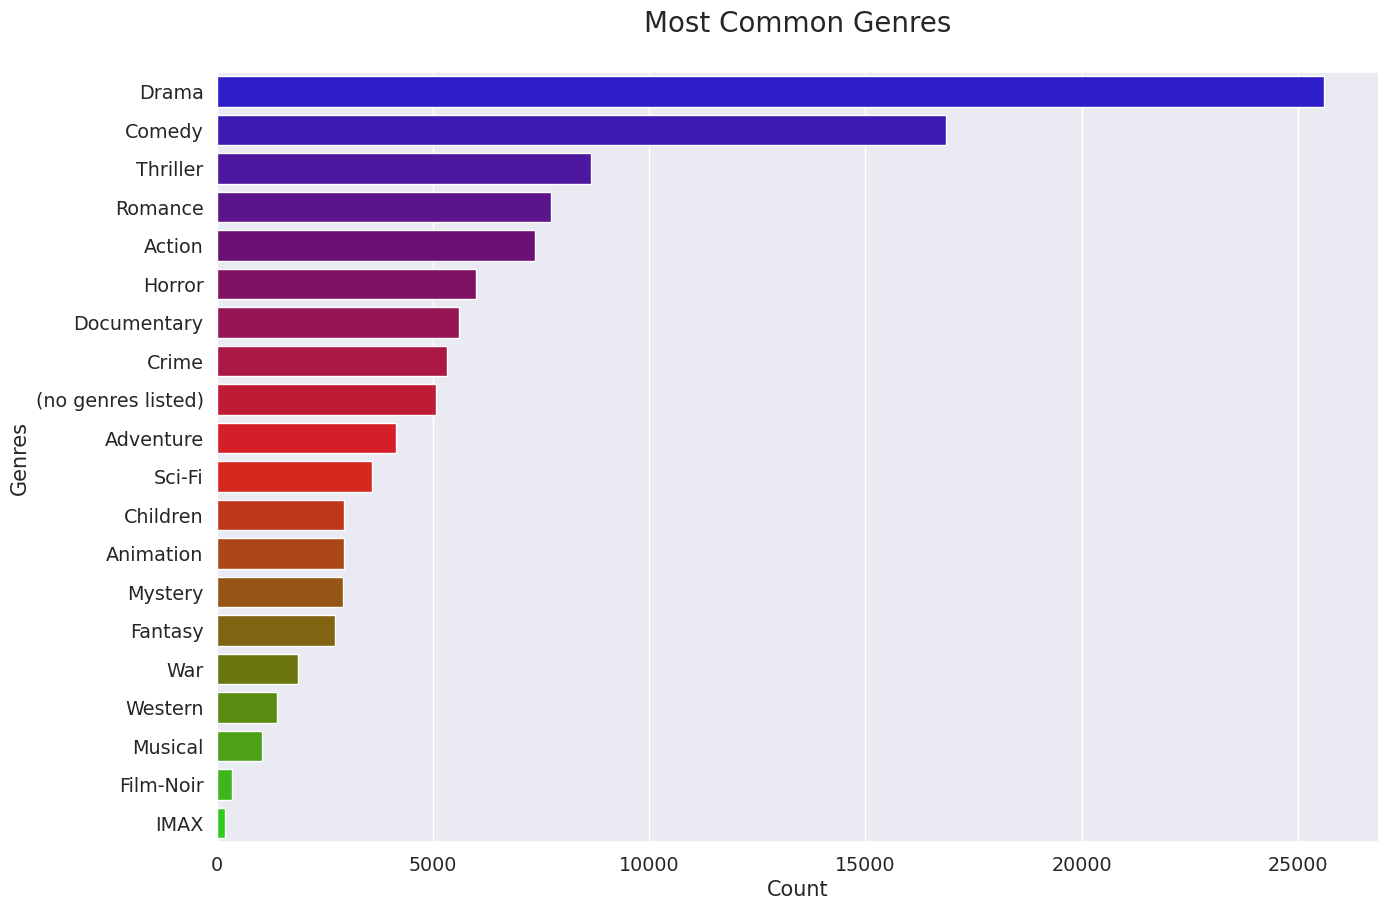 Most Common Genres
Genres
Drama
Comedy
Thriller
Romance
Action
Horror
Documentary
Crime
(no genres listed)
Adventure
Sci-Fi
Children
Animation
Mystery
Fantasy
War
Western
Musical
Film-Noir
IMAX
0 5000 10000 15000 20000 25000
Count